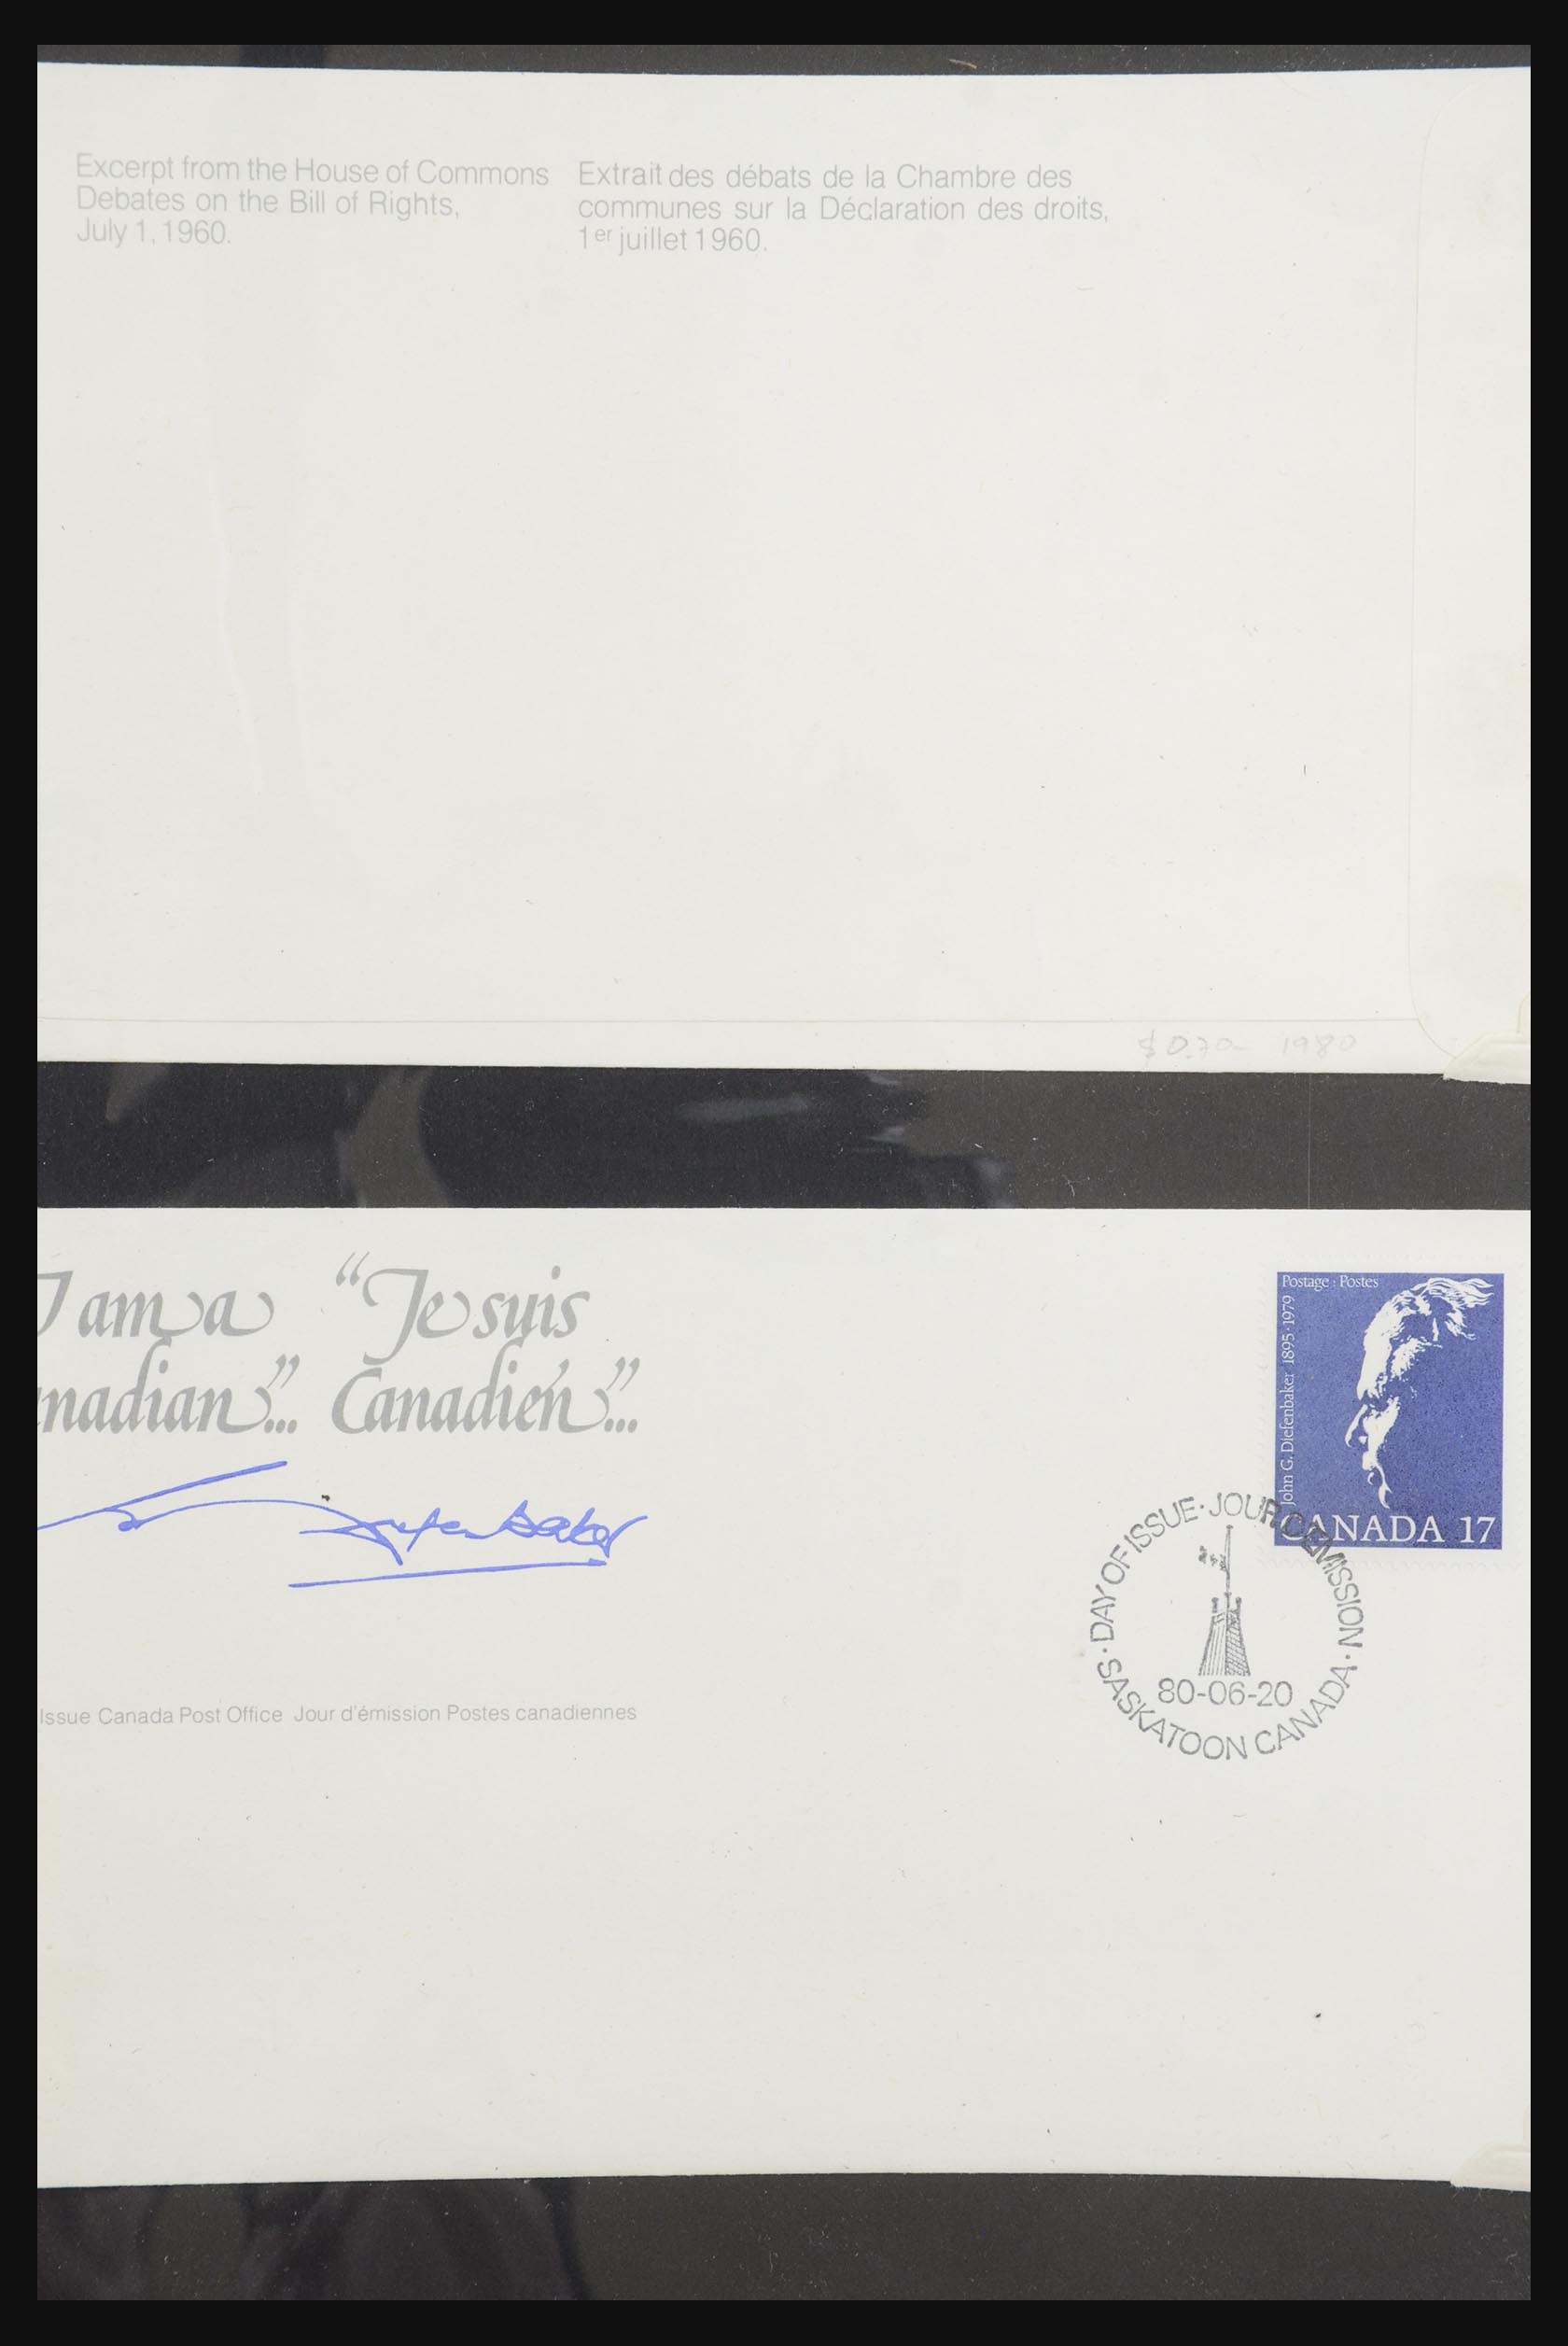 Excerpt from the House of Commons
Debates on the Bill of Rights,
July 1, 1960.
Extrait des débats de la Chambre des
communes sur la Déclaration des droits,
1er juillet 1960.
$0.70 1980
I am a
nadian”...
“Je suis
Canadien”...
Diefenbaker
Issue Canada Post Office Jour d'émission Postes canadiennes
Postage : Postes
John G. Diefenbaker 1895·1979
CANADA 17
·DAY OF ISSUE·JOUR D'ÉMISSION·
80-06-20
SASKATOON CANADA